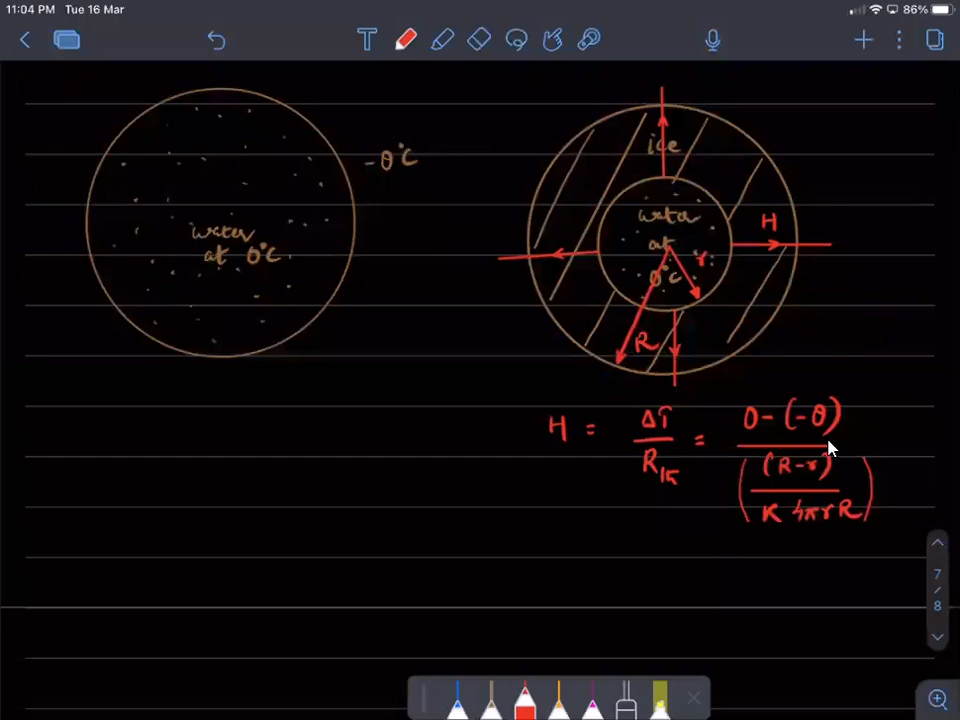 11:04 PM Tue 16 Mar
86%
T
-θ°C
water
at 0°C
ice
water
at
0°C
r
H
R
H = ΔT / R_th = 0-(-θ) / ((R-r) / (K 4πrR))
7
/
8